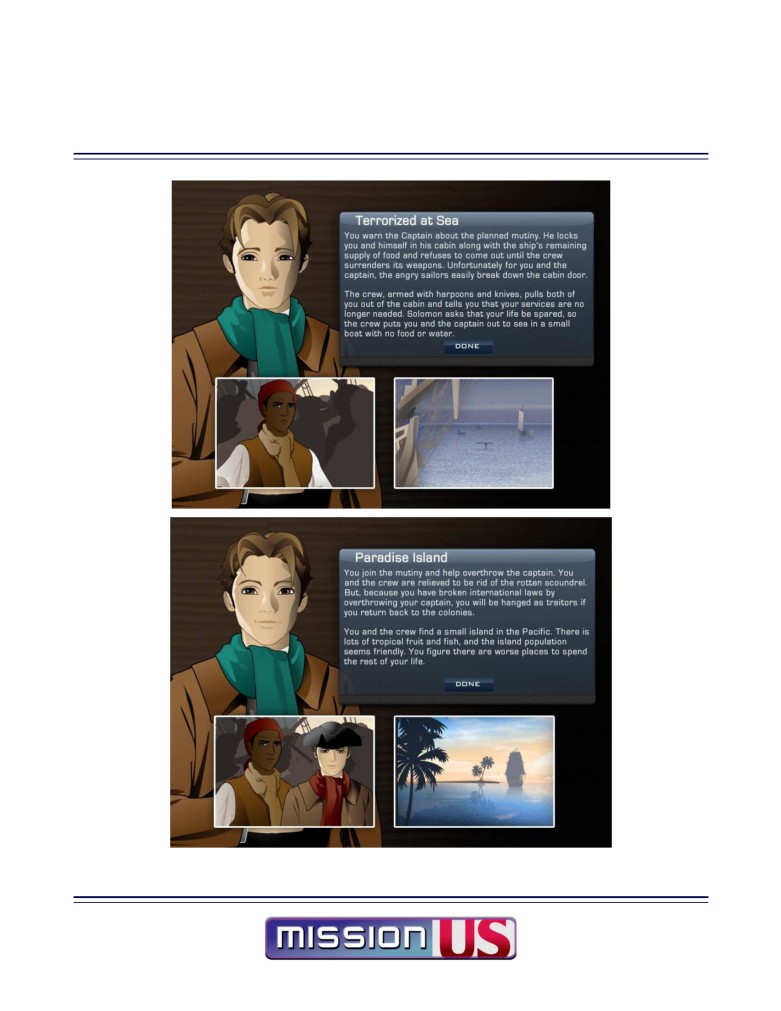 Terrorized at Sea
You warn the Captain about the planned mutiny. He locks
you and himself in his cabin along with the ship's remaining
supply of food and refuses to come out until the crew
surrenders its weapons. Unfortunately for you and the
captain, the angry sailors easily break down the cabin door.
The crew, armed with harpoons and knives, pulls both of
you out of the cabin and tells you that your services are no
longer needed. Solomon asks that your life be spared, so
the crew puts you and the captain out to sea in a small
boat with no food or water.
DONE
Paradise Island
You join the mutiny and help overthrow the captain. You
and the crew are relieved to be rid of the rotten scoundrel.
But, because you have broken international laws by
overthrowing your captain, you will be hanged as traitors if
you return back to the colonies.
You and the crew find a small island in the Pacific. There is
lots of tropical fruit and fish, and the island population
seems friendly. You figure there are worse places to spend
the rest of your life.
DONE
mission US